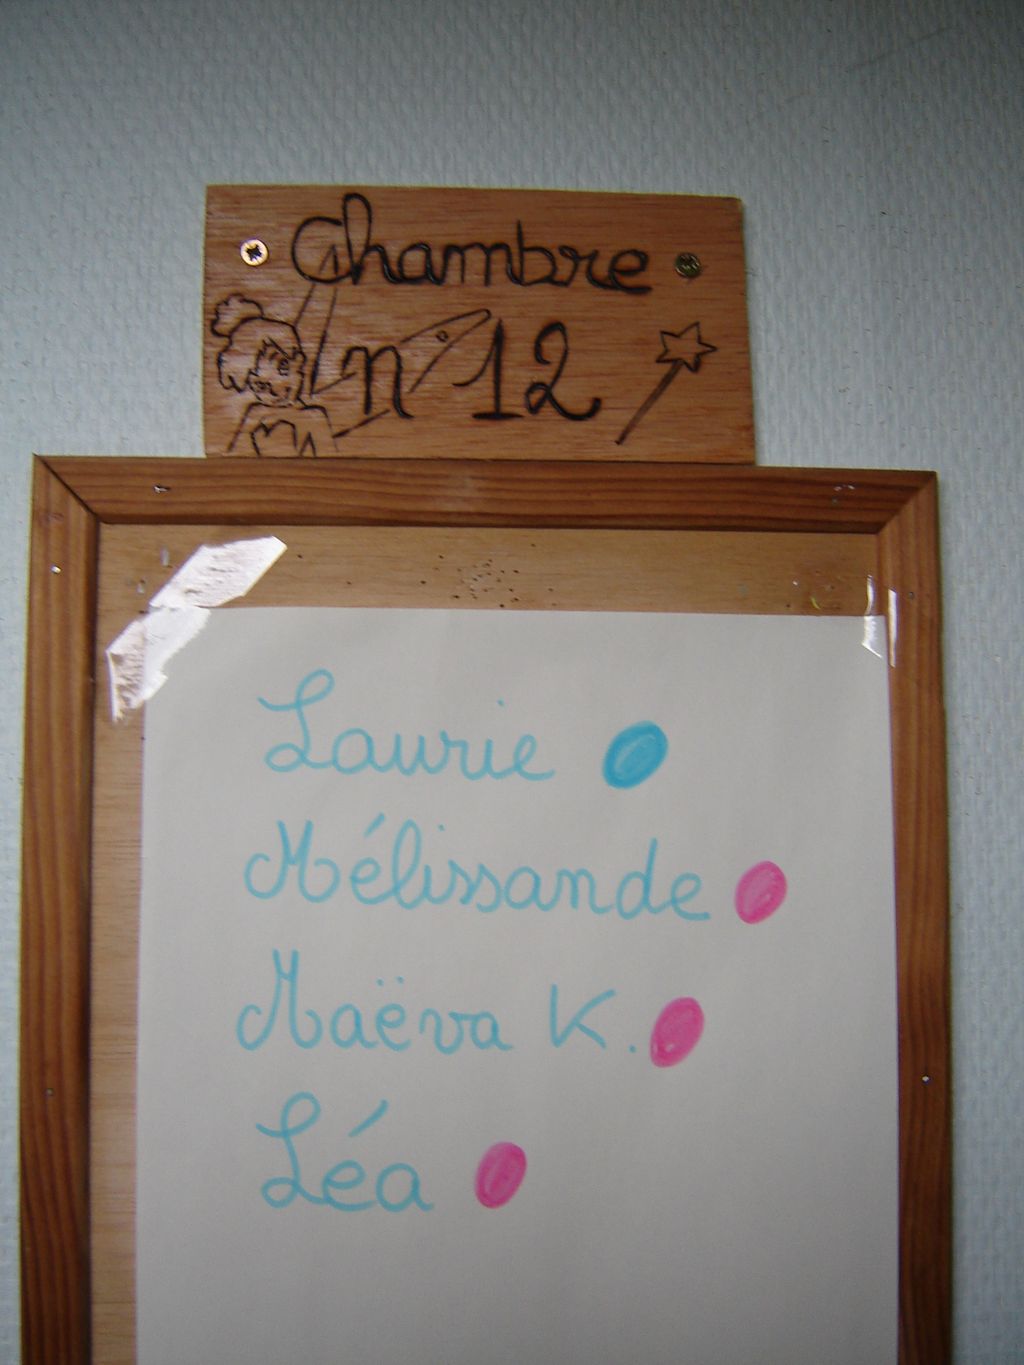 Chambre
n° 12
Laurie
Mélissande
Maëva K.
Léa